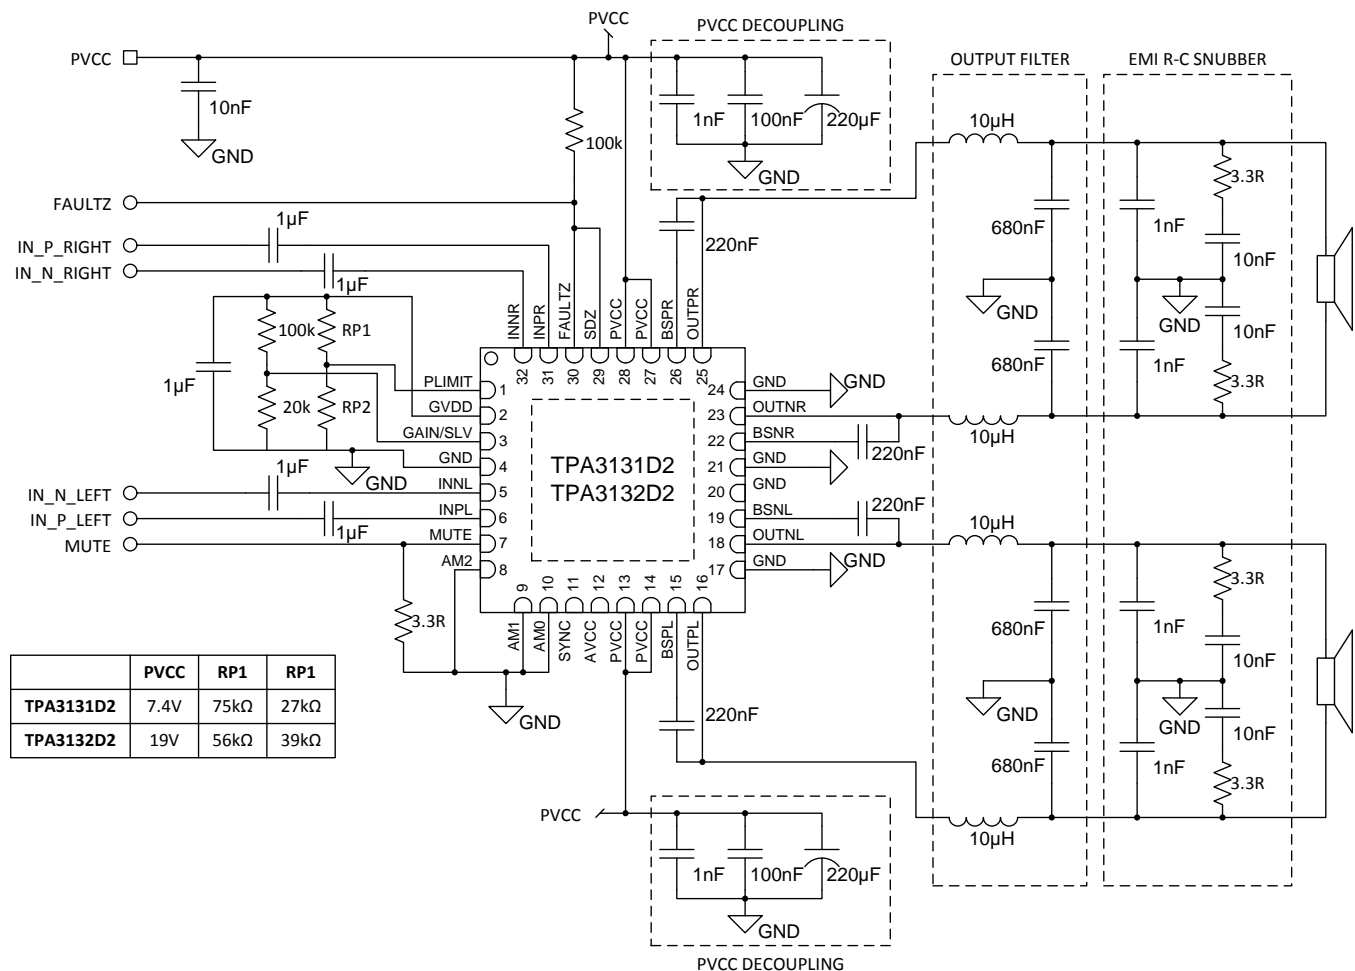 PVCC
PVCC DECOUPLING
PVCC
OUTPUT FILTER
EMI R-C SNUBBER
10nF
GND
100k
1nF
100nF
220µF
GND
10µH
3.3R
FAULTZ
1µF
IN_P_RIGHT
IN_N_RIGHT
1µF
220nF
680nF
1nF
10nF
GND
GND
10nF
680nF
1nF
3.3R
10µH
INNR
INPR
FAULTZ
SDZ
PVCC
PVCC
BSPR
OUTPR
32
31
30
29
28
27
26
25
100k
RP1
1µF
20k
RP2
GND
PLIMIT
1
GVDD
2
GAIN/SLV
3
GND
4
INNL
5
INPL
6
MUTE
7
AM2
8
TPA3131D2
TPA3132D2
24
GND
GND
23
OUTNR
22
BSNR
220nF
21
GND
20
GND
19
BSNL
220nF
18
OUTNL
17
GND
GND
1µF
IN_N_LEFT
IN_P_LEFT
1µF
MUTE
3.3R
9
10
11
12
13
14
15
16
AM1
AM0
SYNC
AVCC
PVCC
PVCC
BSPL
OUTPL
GND
220nF
10µH
3.3R
680nF
1nF
10nF
GND
GND
10nF
680nF
1nF
3.3R
10µH
PVCC RP1 RP1
TPA3131D2 7.4V 75kΩ 27kΩ
TPA3132D2 19V 56kΩ 39kΩ
PVCC
1nF
100nF
220µF
GND
PVCC DECOUPLING